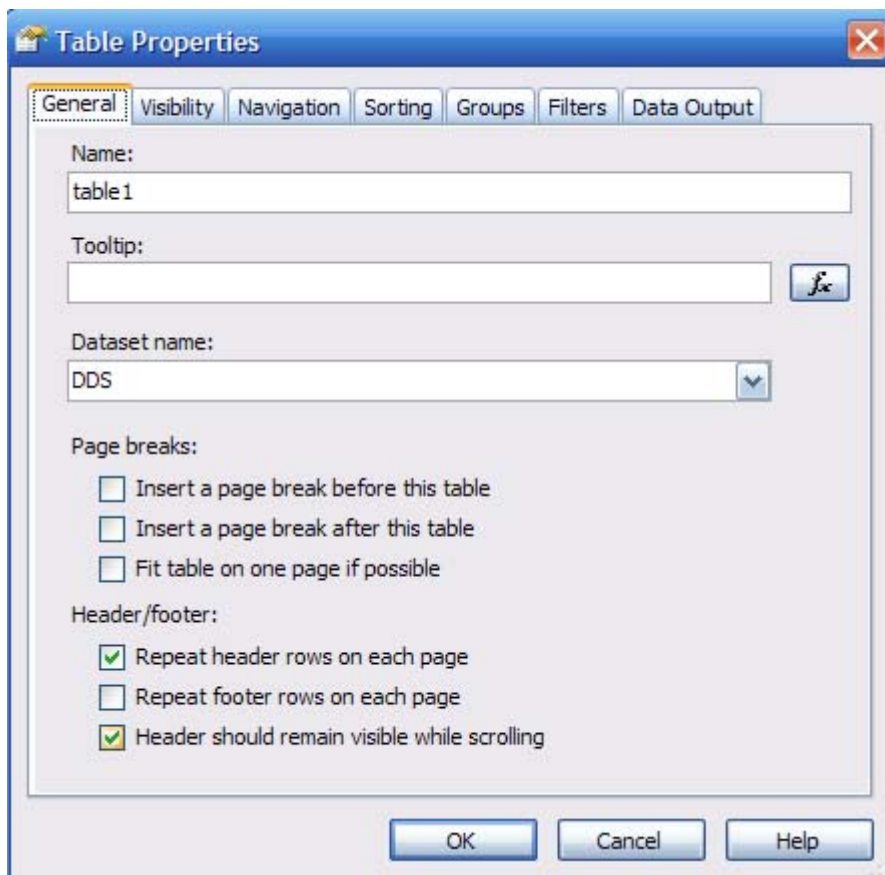 Table Properties
General Visibility Navigation Sorting Groups Filters Data Output
Name:
table1
Tooltip:
fx
Dataset name:
DDS
Page breaks:
Insert a page break before this table
Insert a page break after this table
Fit table on one page if possible
Header/footer:
Repeat header rows on each page
Repeat footer rows on each page
Header should remain visible while scrolling
OK Cancel Help